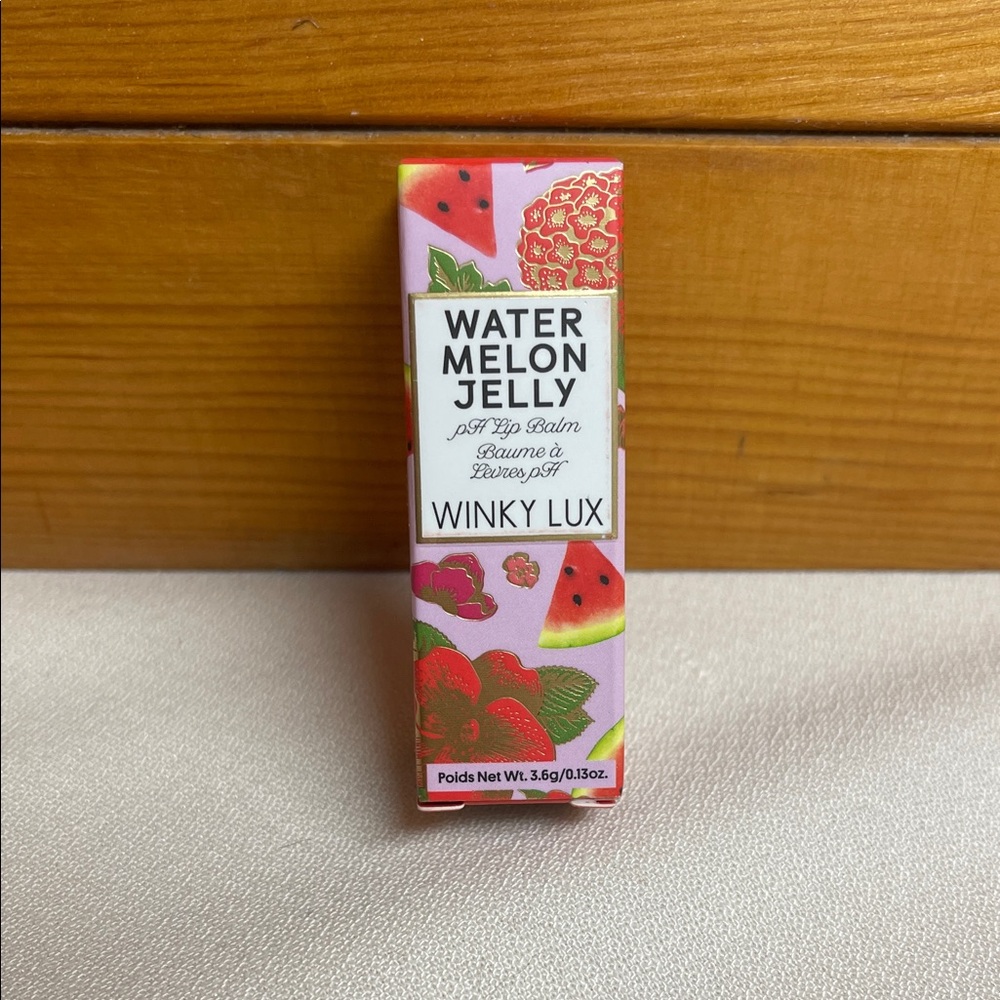 WATER
MELON
JELLY
pH Lip Balm
Baume à
Lèvres pH
WINKY LUX
Poids Net Wt. 3.6g/0.13oz.